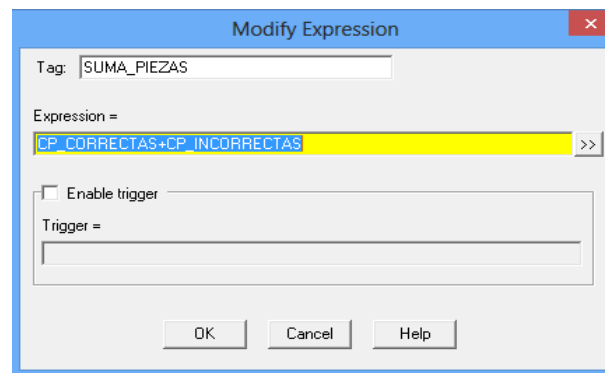 Modify Expression
Tag: SUMA_PIEZAS
Expression =
CP_CORRECTAS+CP_INCORRECTAS
>>
Enable trigger
Trigger =
OK Cancel Help